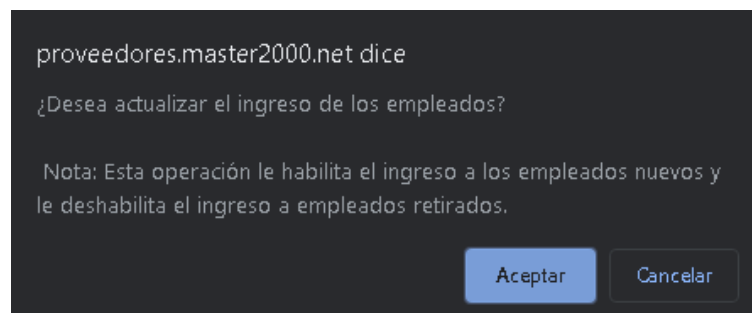 proveedores.master2000.net dice
¿Desea actualizar el ingreso de los empleados?
Nota: Esta operación le habilita el ingreso a los empleados nuevos y
le deshabilita el ingreso a empleados retirados.
Aceptar Cancelar